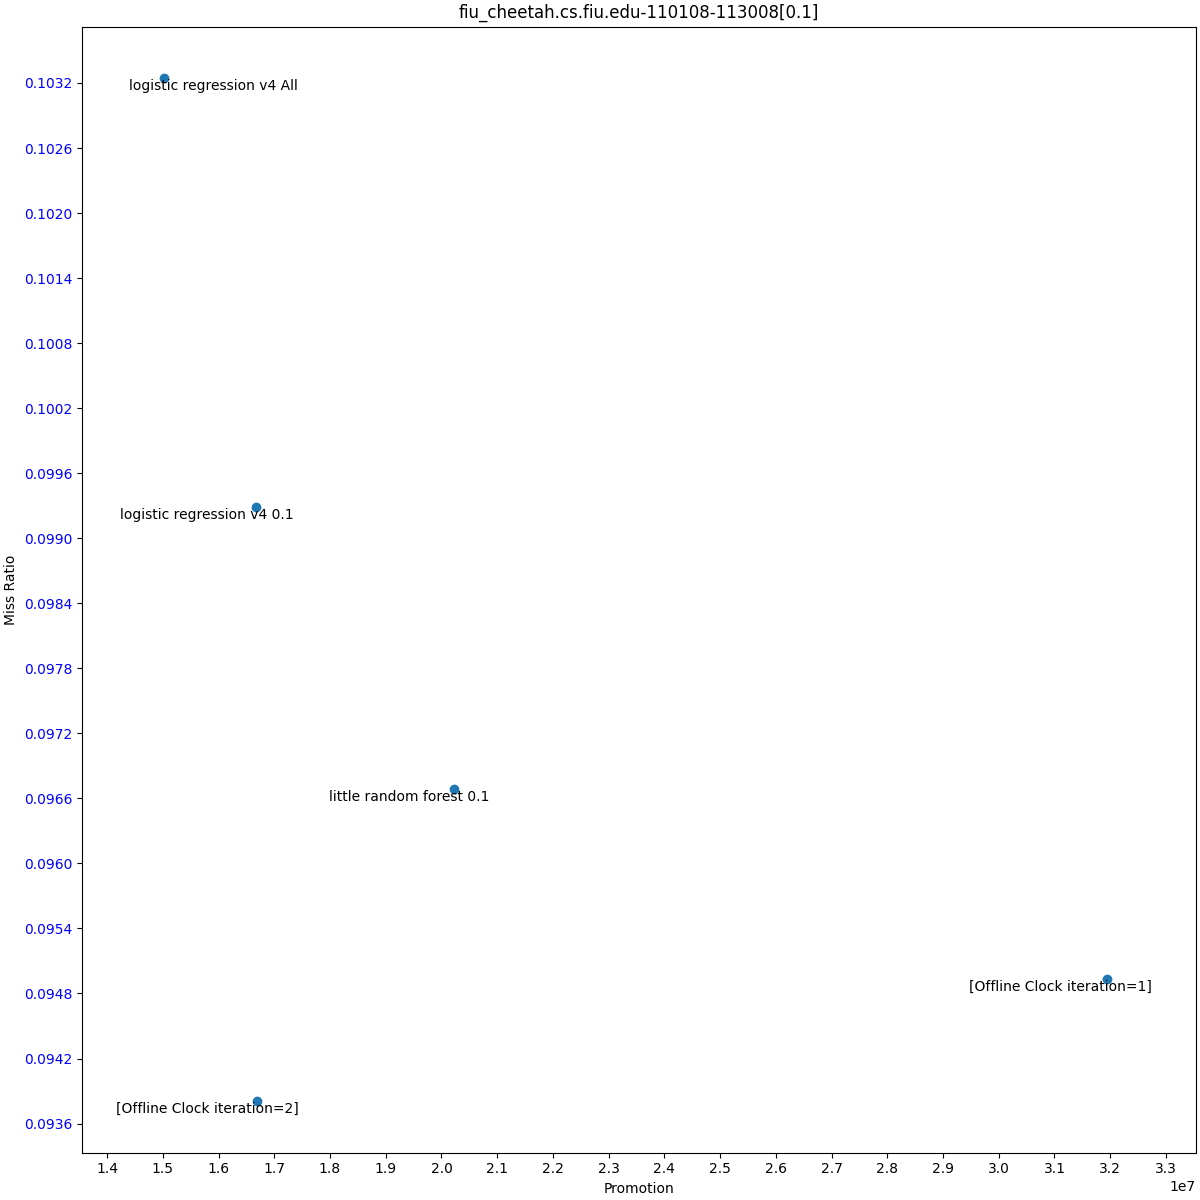 fiu_cheetah.cs.fiu.edu-110108-113008[0.1]
Miss Ratio
0.1032
0.1026
0.1020
0.1014
0.1008
0.1002
0.0996
0.0990
0.0984
0.0978
0.0972
0.0966
0.0960
0.0954
0.0948
0.0942
0.0936
logistic regression v4 All
logistic regression v4 0.1
little random forest 0.1
[Offline Clock iteration=1]
[Offline Clock iteration=2]
1.4 1.5 1.6 1.7 1.8 1.9 2.0 2.1 2.2 2.3 2.4 2.5 2.6 2.7 2.8 2.9 3.0 3.1 3.2 3.3
1e7
Promotion